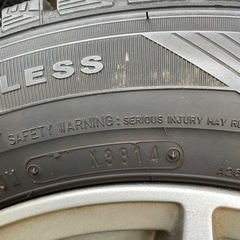 LESS
SAFETY WARNING: SERIOUS INJURY MAY
X3814